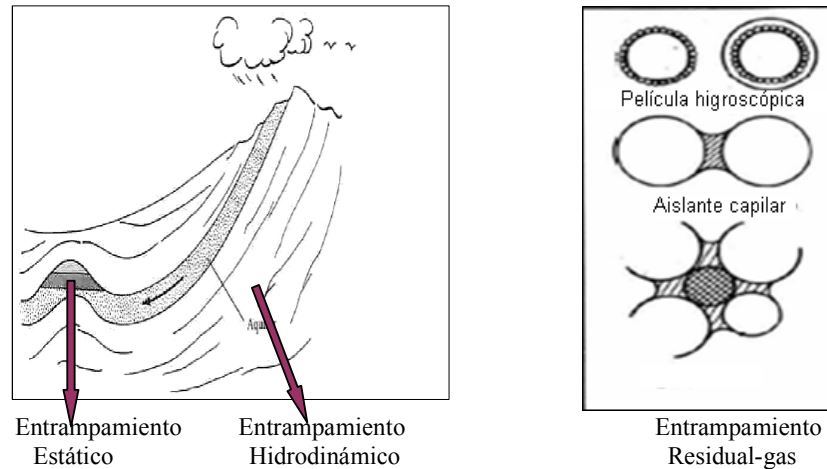 Película higroscópica
Aislante capilar
Entrampamiento
Estático
Entrampamiento
Hidrodinámico
Entrampamiento
Residual-gas